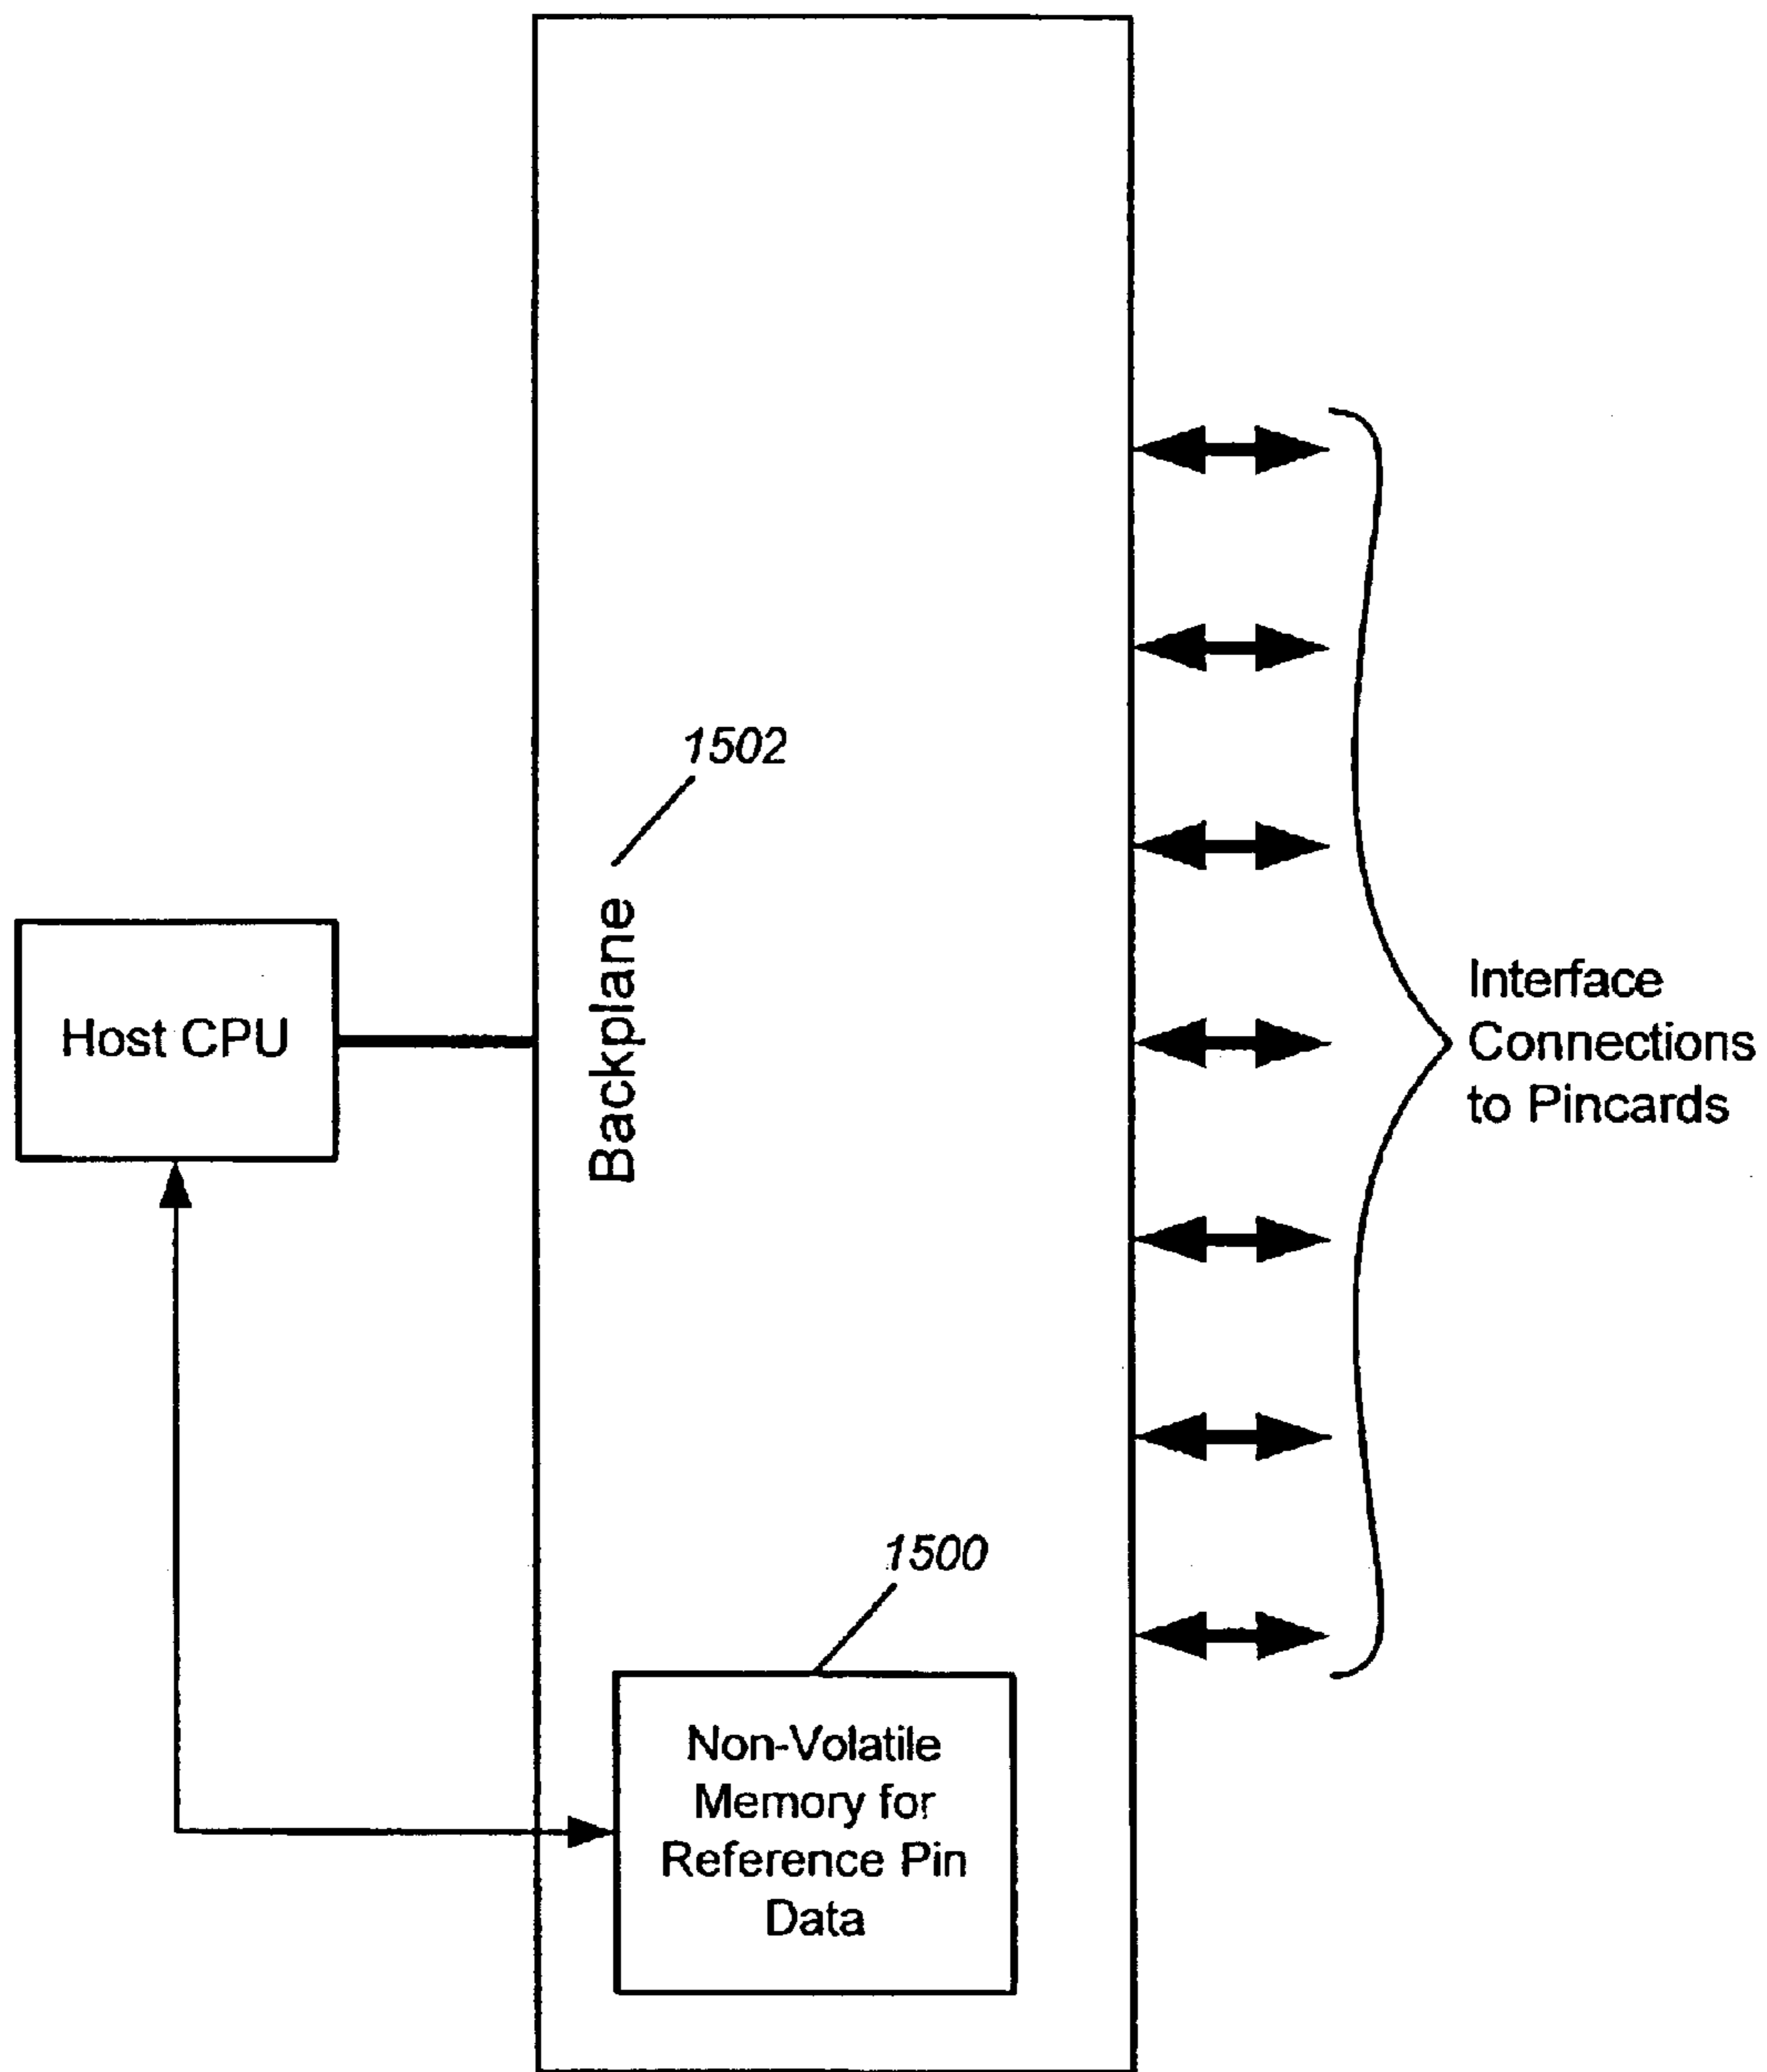 1502
Backplane
Host CPU
Interface
Connections
to Pincards
1500
Non-Volatile
Memory for
Reference Pin
Data